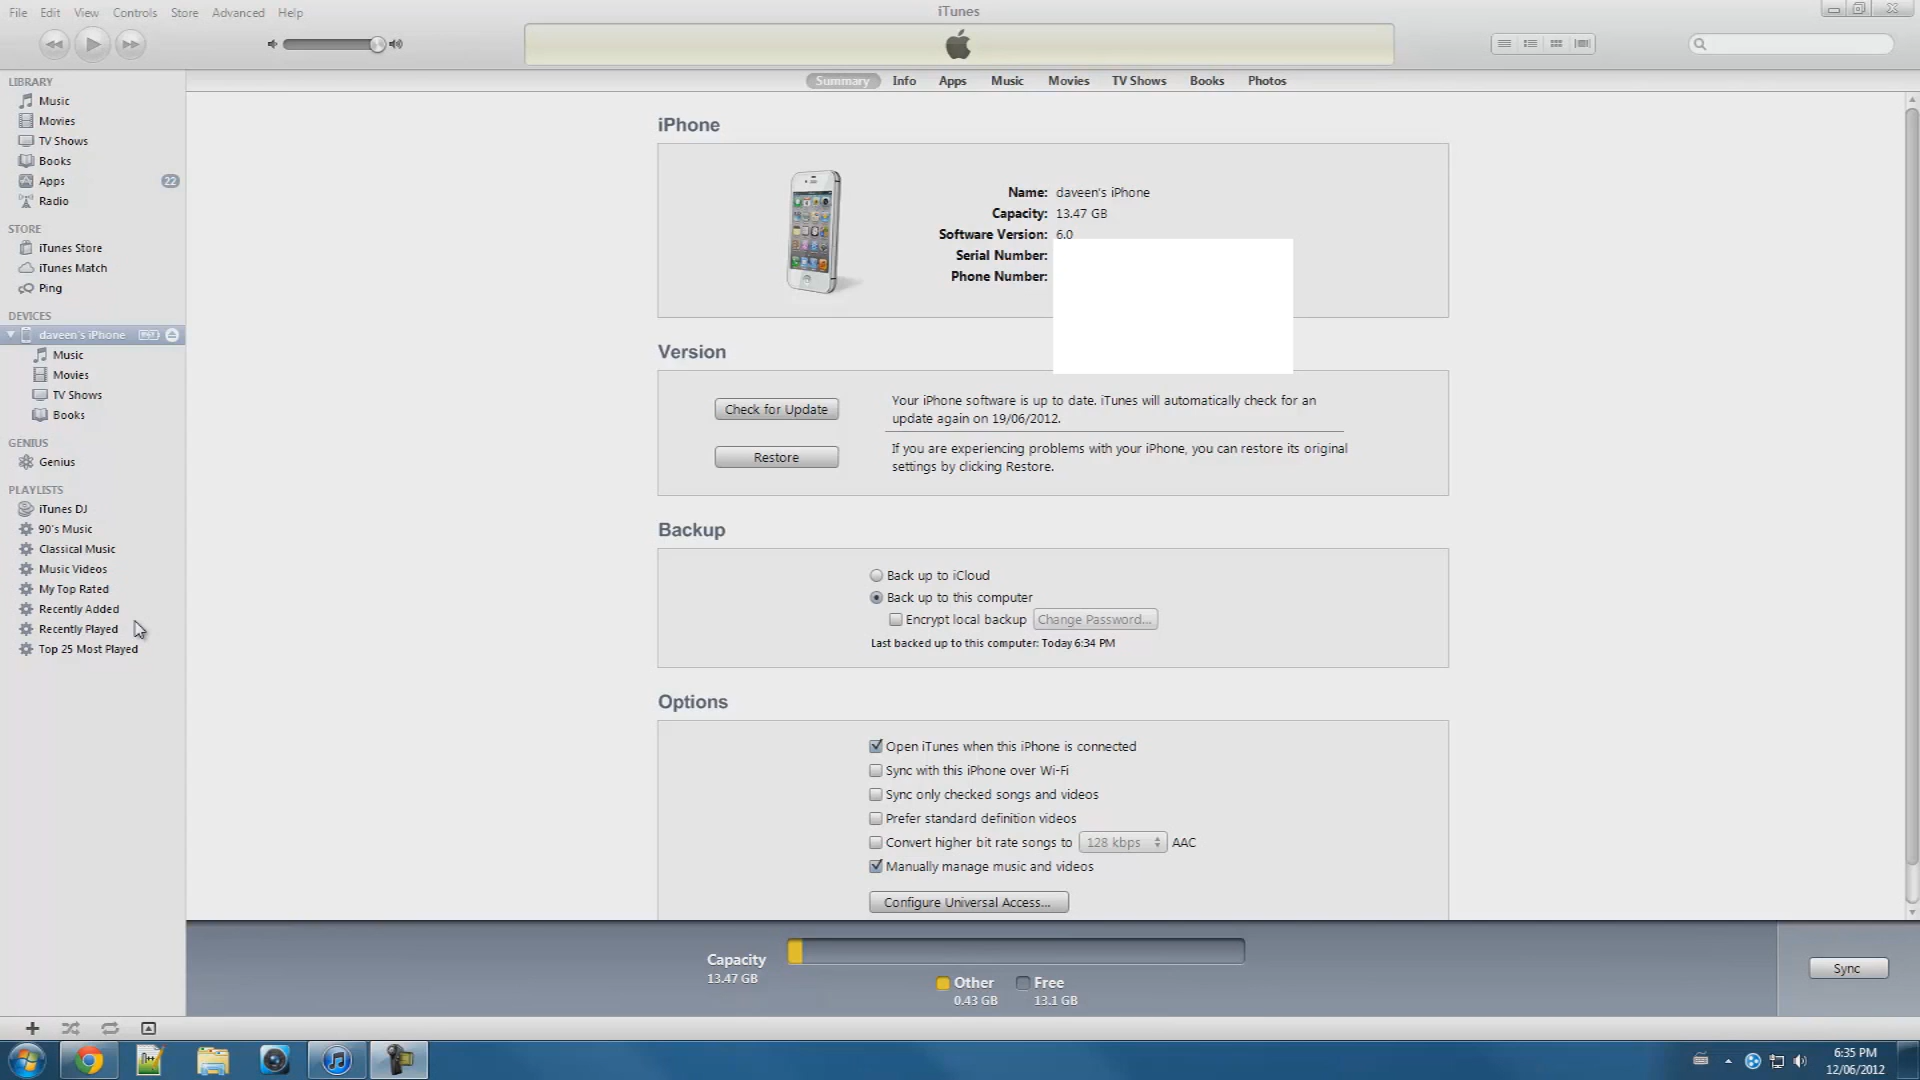 File Edit View Controls Store Advanced Help
iTunes
LIBRARY
Music
Movies
TV Shows
Books
Apps 22
Radio
STORE
iTunes Store
iTunes Match
Ping
DEVICES
daveen's iPhone
Music
Movies
TV Shows
Books
GENIUS
Genius
PLAYLISTS
iTunes DJ
90's Music
Classical Music
Music Videos
My Top Rated
Recently Added
Recently Played
Top 25 Most Played
Summary Info Apps Music Movies TV Shows Books Photos
iPhone
Name: daveen's iPhone
Capacity: 13.47 GB
Software Version: 6.0
Serial Number:
Phone Number:
Version
Check for Update
Your iPhone software is up to date. iTunes will automatically check for an
update again on 19/06/2012.
Restore
If you are experiencing problems with your iPhone, you can restore its original
settings by clicking Restore.
Backup
Back up to iCloud
Back up to this computer
Encrypt local backup Change Password...
Last backed up to this computer: Today 6:34 PM
Options
Open iTunes when this iPhone is connected
Sync with this iPhone over Wi-Fi
Sync only checked songs and videos
Prefer standard definition videos
Convert higher bit rate songs to 128 kbps AAC
Manually manage music and videos
Configure Universal Access...
Capacity
13.47 GB
Other
0.43 GB
Free
13.1 GB
Sync
6:35 PM
12/06/2012